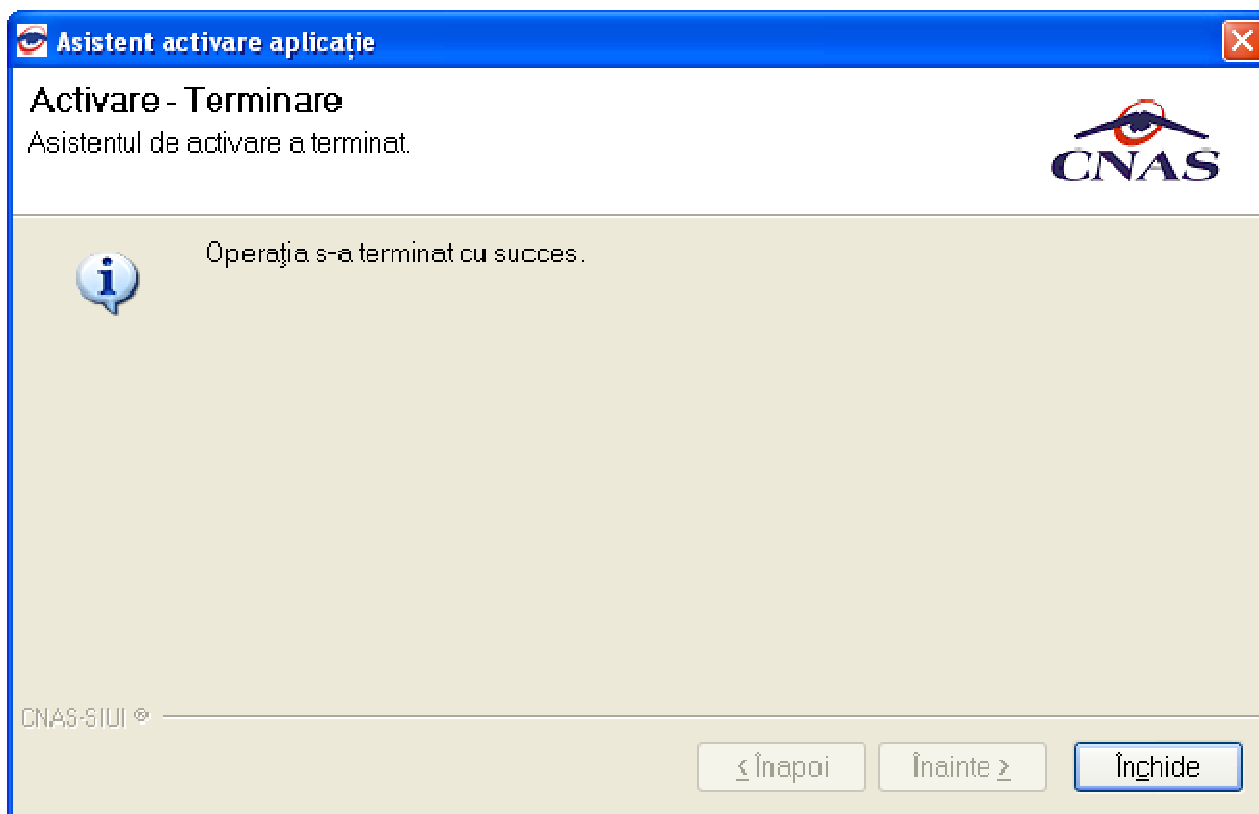 Asistent activare aplicație
Activare - Terminare
Asistentul de activare a terminat.
CNAS
Operaţia s-a terminat cu succes.
CNAS-SIUI ®
< Înapoi
Înainte >
Închide